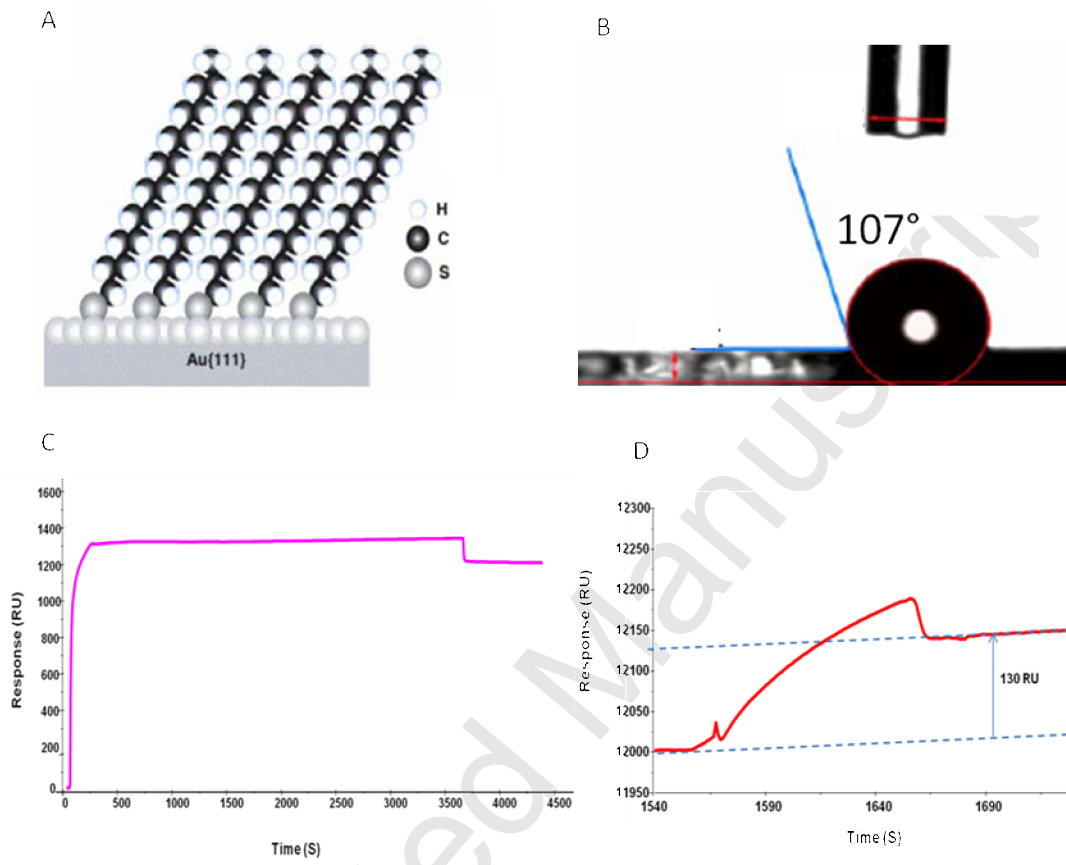 A
H
C
S
Au{111}
B
107°
C
Response (RU)
1600
1400
1200
1000
800
600
400
200
0
0 500 1000 1500 2000 2500 3000 3500 4000 4500
Time (S)
D
Response (RU)
12300
12250
12200
12150
12100
12050
12000
11950
130 RU
1540 1590 1640 1690
Time (S)
ed Manuscrip